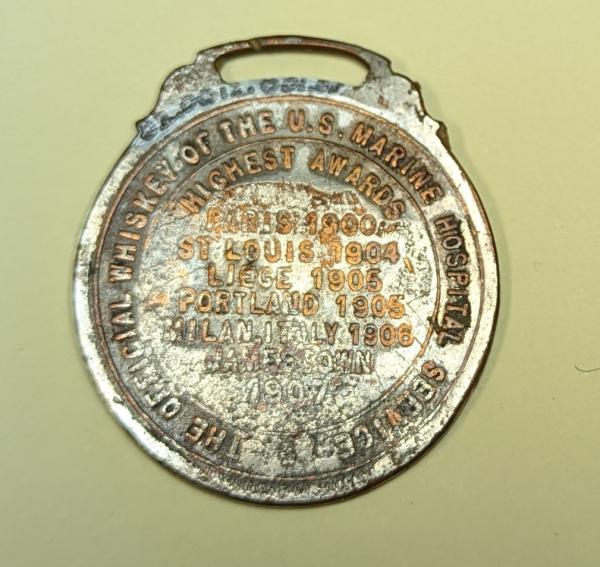 THE OFFICIAL WHISKEY OF THE U.S. MARINE HOSPITAL SERVICE
HIGHEST AWARDS
PARIS 1900
ST LOUIS 1904
LIEGE 1905
PORTLAND 1905
MILAN, ITALY 1906
JAMESTOWN
1907